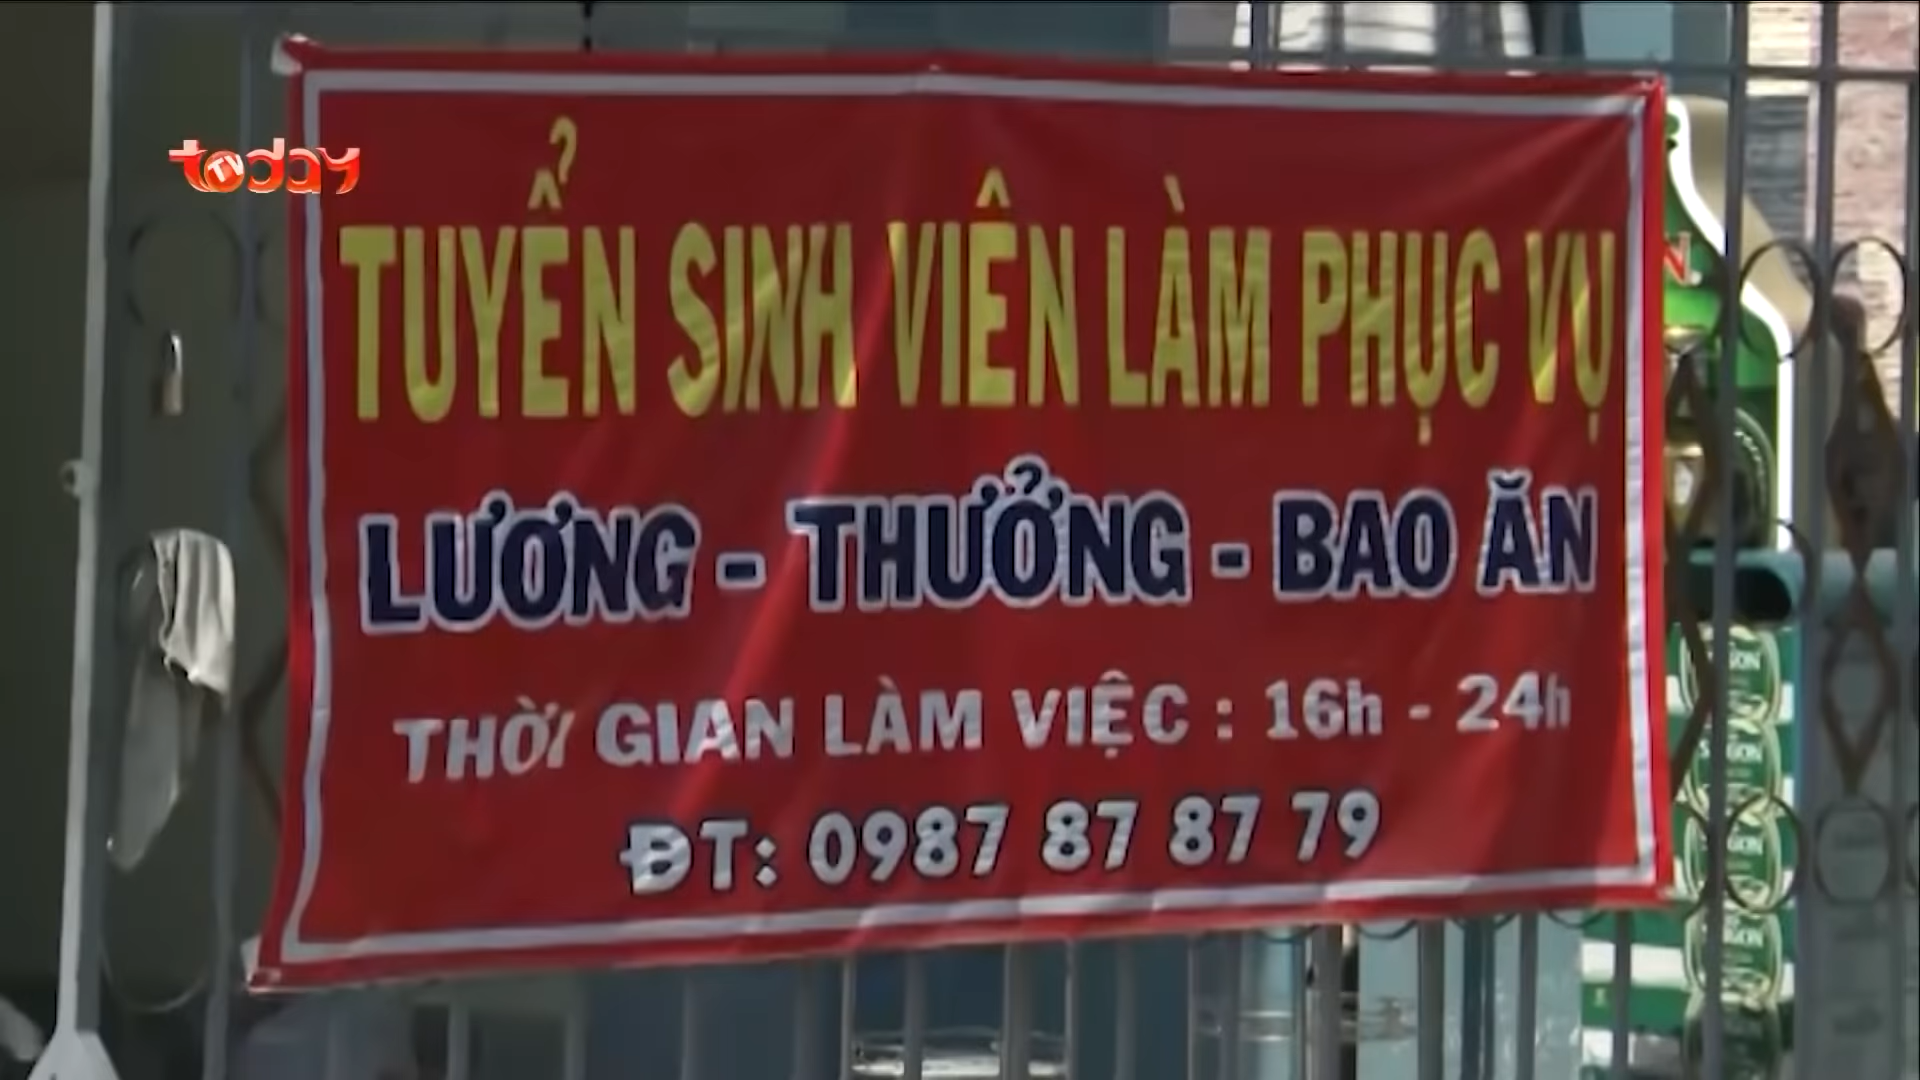 today
TV
TUYỂN SINH VIÊN LÀM PHỤC VỤ
LƯƠNG - THƯỞNG - BAO ĂN
THỜI GIAN LÀM VIỆC : 16h - 24h
ĐT: 0987 87 87 79